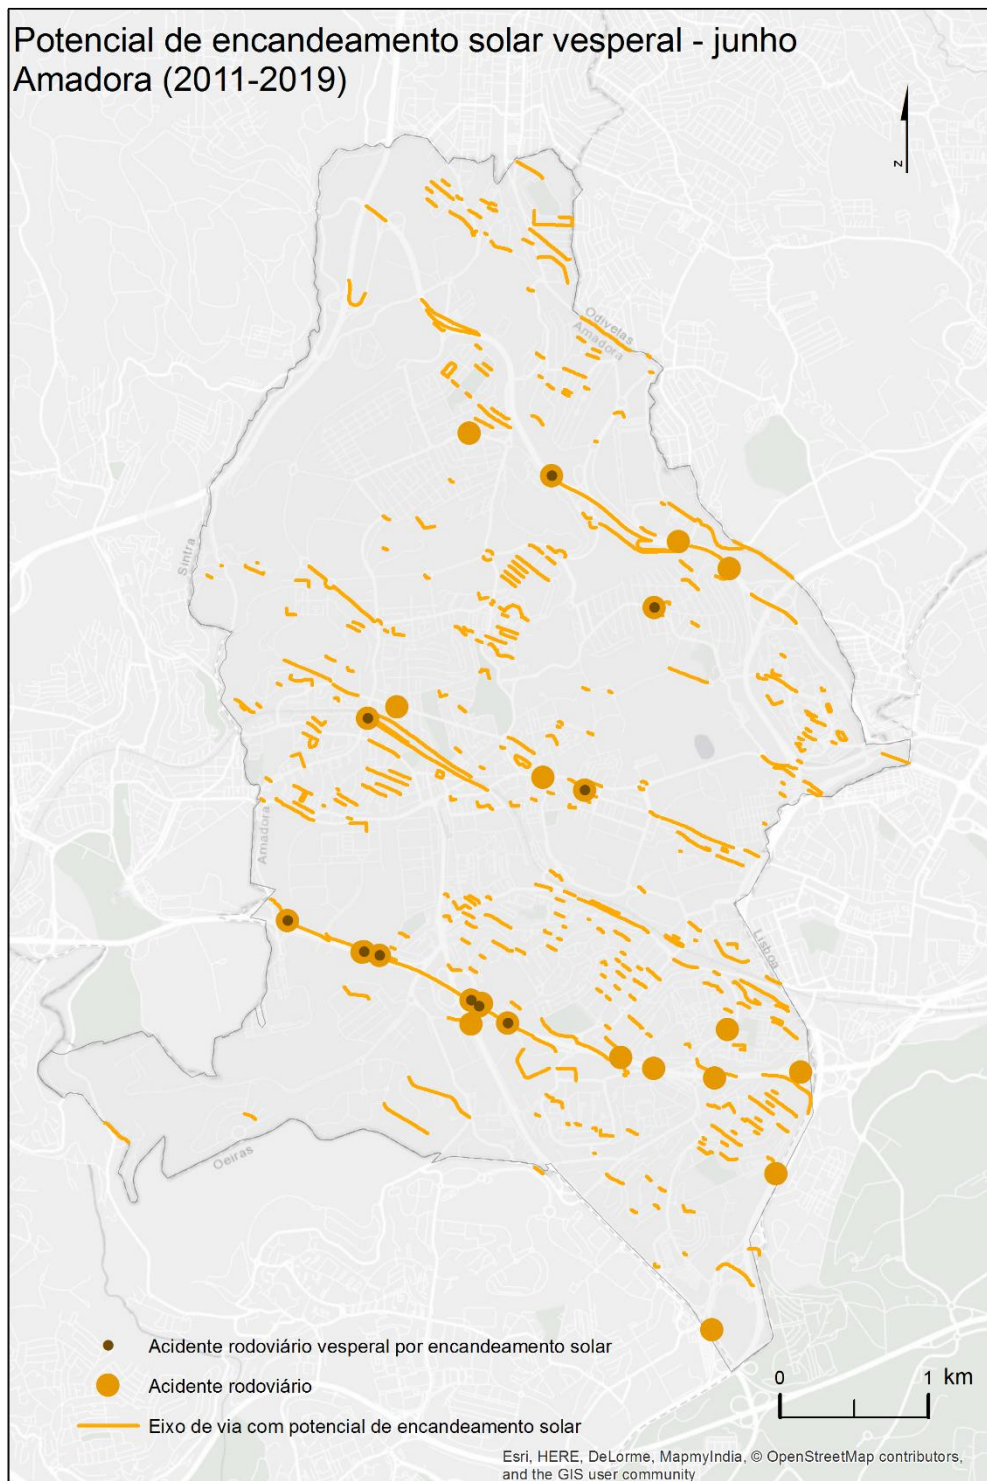 Potencial de encandeamento solar vesperal - junho
Amadora (2011-2019)
N
Odivelas
Amadora
Sintra
Amadora
Lisboa
Oeiras
Acidente rodoviário vesperal por encandeamento solar
Acidente rodoviário
Eixo de via com potencial de encandeamento solar
0 1 km
Esri, HERE, DeLorme, MapmyIndia, © OpenStreetMap contributors,
and the GIS user community